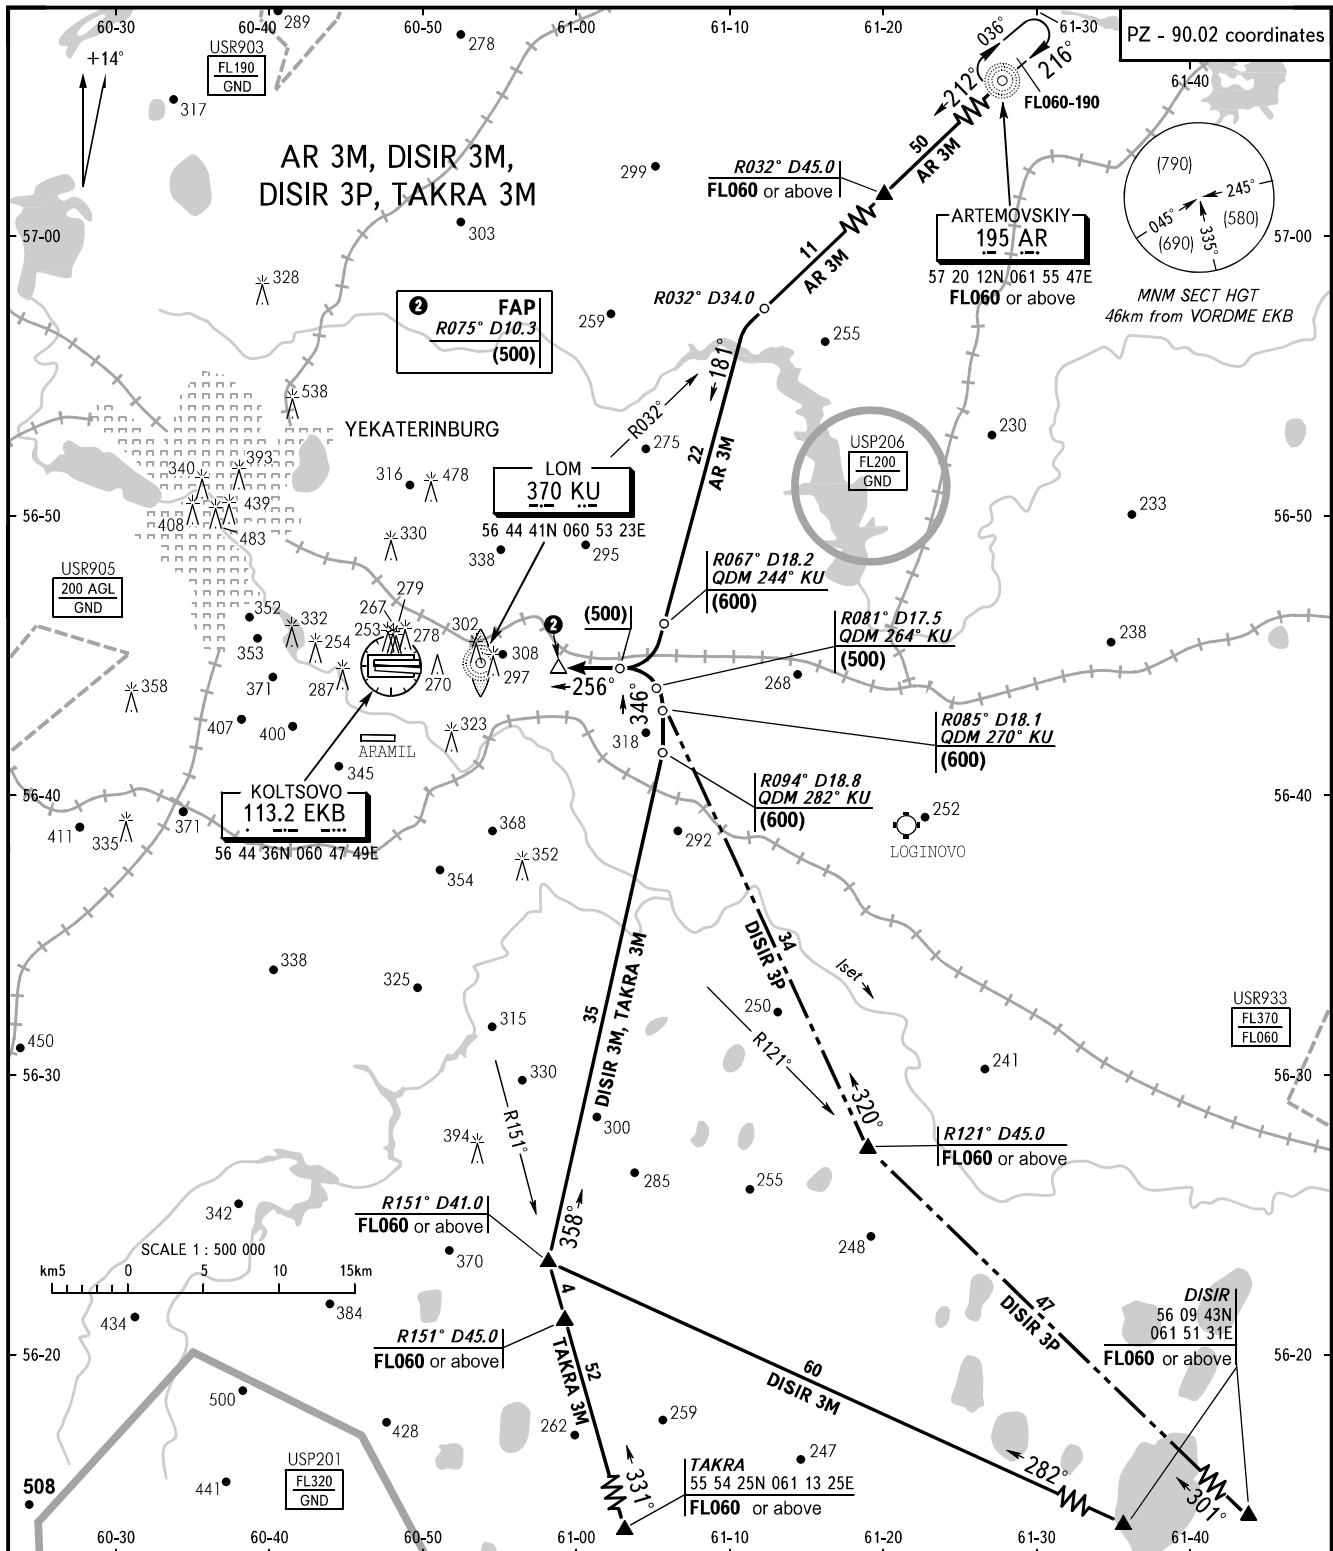 60-30
60-40
60-50
61-00
61-10
61-20
61-30
PZ - 90.02 coordinates
61-40
+14°
USR903
FL190
GND
289
278
317
036°
216°
212°
FL060-190
50
AR 3M
AR 3M, DISIR 3M,
DISIR 3P, TAKRA 3M
299
303
R032° D45.0
FL060 or above
ARTEMOVSKIY
195 AR
57 20 12N 061 55 47E
FL060 or above
(790)
245°
045°
(580)
(690)
335°
MNM SECT HGT
46km from VORDME EKB
57-00
57-00
11
AR 3M
328
2 FAP
R075° D10.3
(500)
R032° D34.0
259
255
181°
538
YEKATERINBURG
R032°
275
22
AR 3M
230
USP206
FL200
GND
340
393
316
478
LOM
370 KU
56 44 41N 060 53 23E
408
439
483
233
56-50
56-50
330
338
295
R067° D18.2
QDM 244° KU
(600)
USR905
200 AGL
GND
279
267
352
332
253
278
302
(500)
2
R081° D17.5
QDM 264° KU
(500)
353
254
308
238
371
287
270
297
256°
268
358
346°
407
400
323
318
R085° D18.1
QDM 270° KU
(600)
ARAMIL
345
56-40
56-40
KOLTSOVO
113.2 EKB
56 44 36N 060 47 49E
R094° D18.8
QDM 282° KU
(600)
252
LOGINOVO
411
335
371
368
292
352
354
34
DISIR 3P
338
325
Iset
35
DISIR 3M, TAKRA 3M
315
250
R121°
USR933
FL370
FL060
450
56-30
56-30
330
241
R151°
300
320°
394
R121° D45.0
FL060 or above
285
255
342
R151° D41.0
FL060 or above
358°
248
SCALE 1 : 500 000
km5 0 5 10 15km
370
4
47
DISIR 3P
DISIR
56 09 43N
061 51 31E
FL060 or above
434
384
R151° D45.0
FL060 or above
56-20
56-20
52
TAKRA 3M
60
DISIR 3M
500
428
262
259
247
282°
USP201
FL320
GND
441
508
331°
TAKRA
55 54 25N 061 13 25E
FL060 or above
301°
60-30
60-40
60-50
61-00
61-10
61-20
61-30
61-40